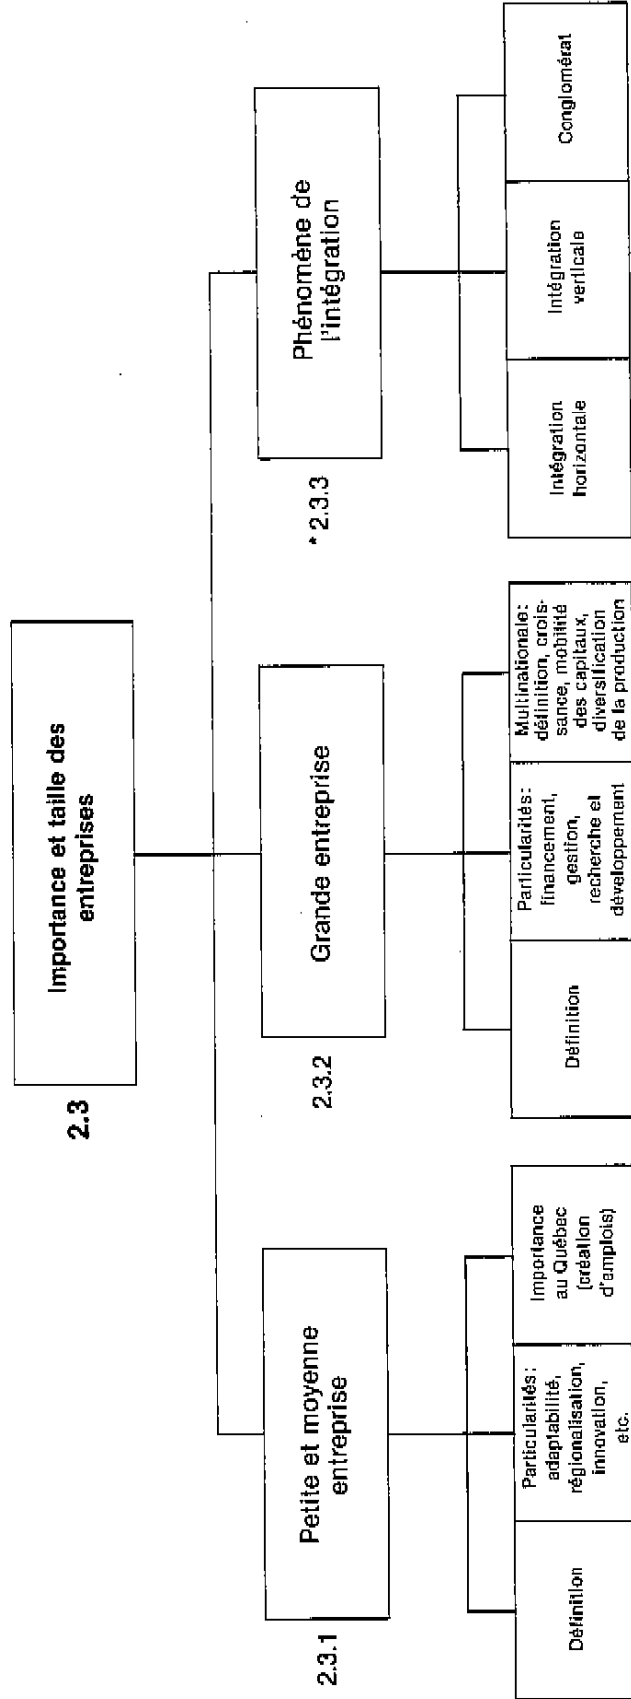 2.3
Importance et taille des
entreprises
2.3.1
Petite et moyenne
entreprise
2.3.2
Grande entreprise
* 2.3.3
Phénomène de
l'intégration
Définition
Particularités:
adaptabilité,
régionalisation,
innovation,
etc.
Importance
au Québec
(création
d'emplois)
Définition
Particularités:
financement,
gestion,
recherche et
développement
Multinationale:
définition, crois-
sance, mobilité
des capitaux,
diversification
de la production
Intégration
horizontale
Intégration
verticale
Conglomérat